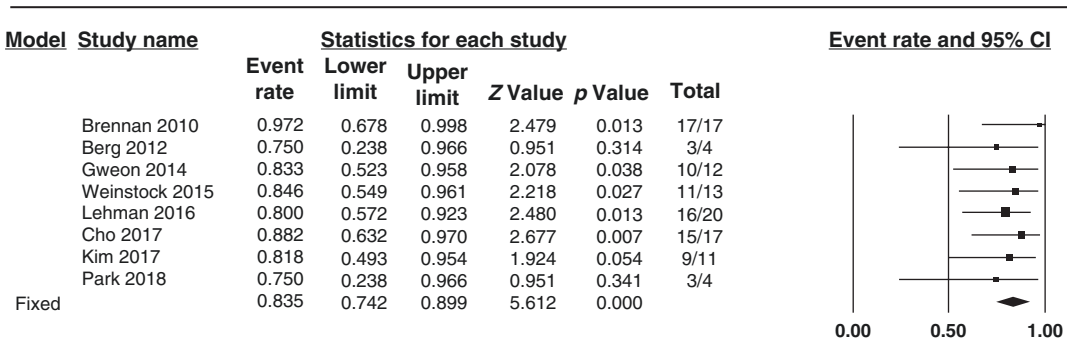 Model Study name Statistics for each study Event rate and 95% CI
Event rate Lower limit Upper limit Z Value p Value Total
Brennan 2010 0.972 0.678 0.998 2.479 0.013 17/17
Berg 2012 0.750 0.238 0.966 0.951 0.314 3/4
Gweon 2014 0.833 0.523 0.958 2.078 0.038 10/12
Weinstock 2015 0.846 0.549 0.961 2.218 0.027 11/13
Lehman 2016 0.800 0.572 0.923 2.480 0.013 16/20
Cho 2017 0.882 0.632 0.970 2.677 0.007 15/17
Kim 2017 0.818 0.493 0.954 1.924 0.054 9/11
Park 2018 0.750 0.238 0.966 0.951 0.341 3/4
Fixed 0.835 0.742 0.899 5.612 0.000
0.00 0.50 1.00